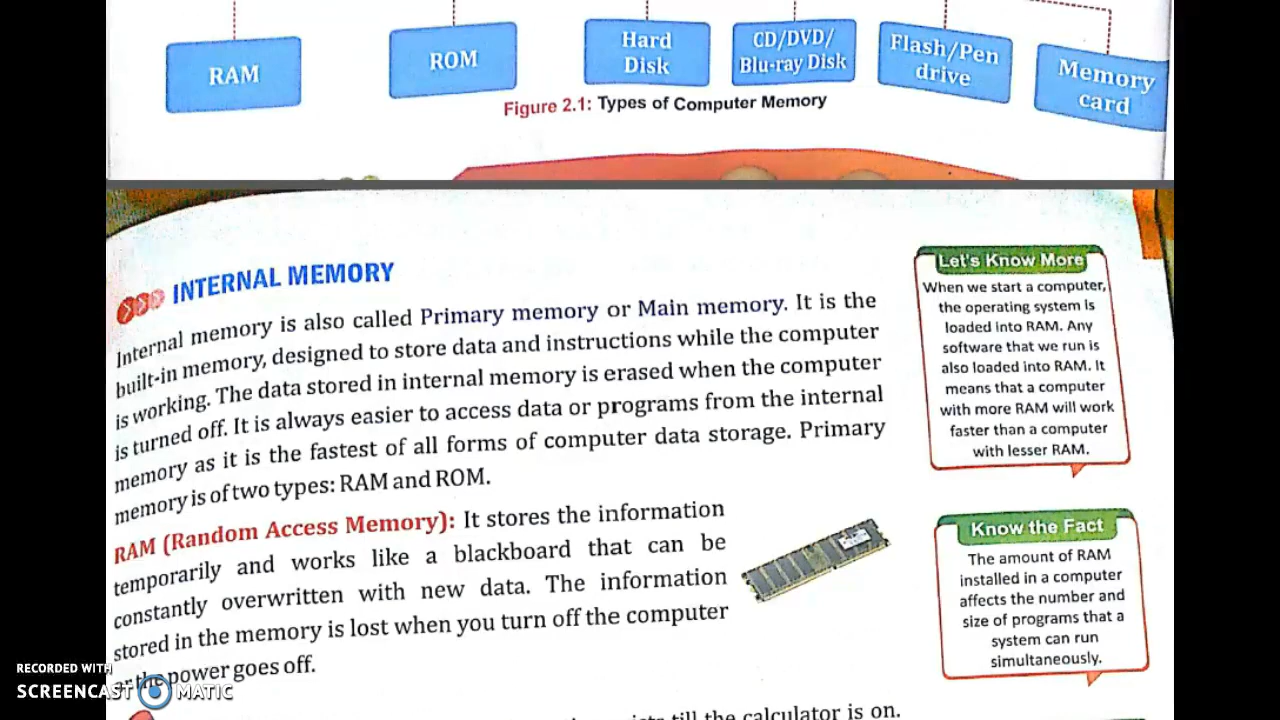 RAM
ROM
Hard
Disk
CD/DVD/
Blu-ray Disk
Flash/Pen
drive
Memory
card
Figure 2.1: Types of Computer Memory
INTERNAL MEMORY
Internal memory is also called Primary memory or Main memory. It is the
built-in memory, designed to store data and instructions while the computer
is working. The data stored in internal memory is erased when the computer
is turned off. It is always easier to access data or programs from the internal
memory as it is the fastest of all forms of computer data storage. Primary
memory is of two types: RAM and ROM.
RAM (Random Access Memory): It stores the information
temporarily and works like a blackboard that can be
constantly overwritten with new data. The information
stored in the memory is lost when you turn off the computer
or the power goes off.
till the calculator is on.
Let's Know More
When we start a computer,
the operating system is
loaded into RAM. Any
software that we run is
also loaded into RAM. It
means that a computer
with more RAM will work
faster than a computer
with lesser RAM.
Know the Fact
The amount of RAM
installed in a computer
affects the number and
size of programs that a
system can run
simultaneously.
RECORDED WITH
SCREENCAST MATIC